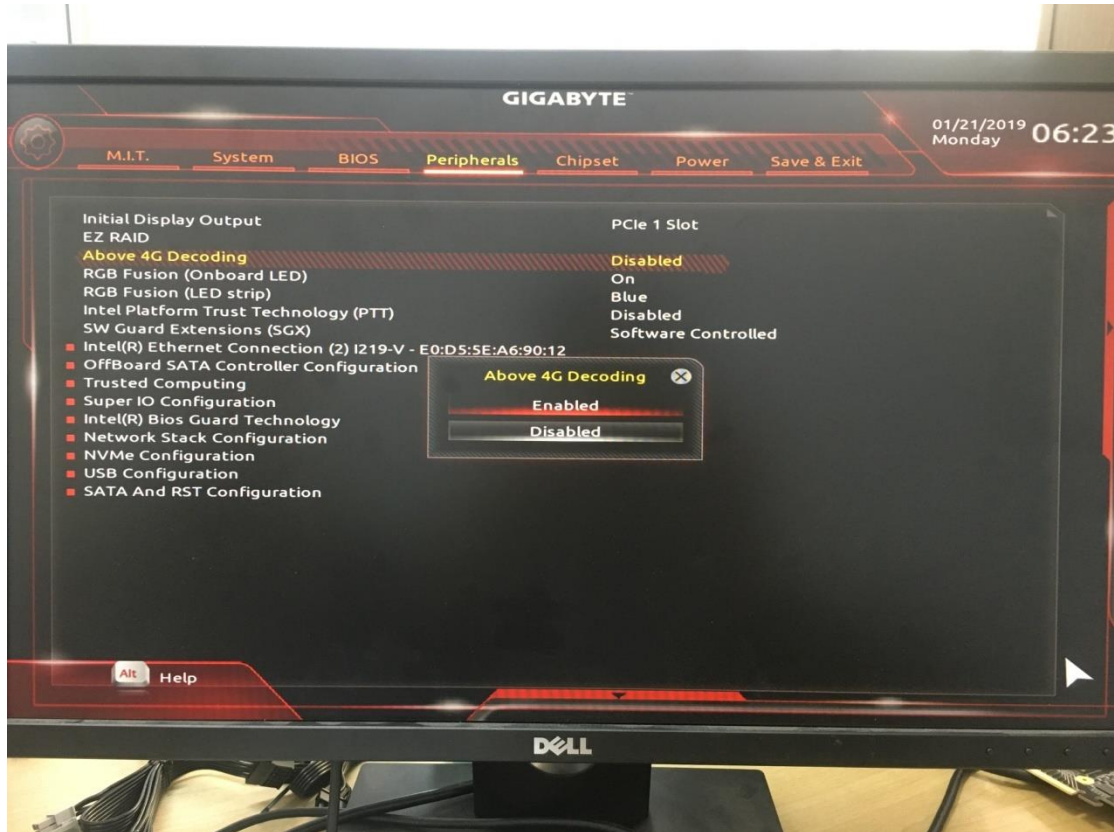 GIGABYTE
01/21/2019 06:23
Monday
M.I.T. System BIOS Peripherals Chipset Power Save & Exit
Initial Display Output PCIe 1 Slot
EZ RAID
Above 4G Decoding Disabled
RGB Fusion (Onboard LED) On
RGB Fusion (LED strip) Blue
Intel Platform Trust Technology (PTT) Disabled
SW Guard Extensions (SGX) Software Controlled
Intel(R) Ethernet Connection (2) I219-V - E0:D5:5E:A6:90:12
OffBoard SATA Controller Configuration
Trusted Computing
Super IO Configuration
Intel(R) Bios Guard Technology
Network Stack Configuration
NVMe Configuration
USB Configuration
SATA And RST Configuration
Above 4G Decoding
Enabled
Disabled
Alt Help
DELL